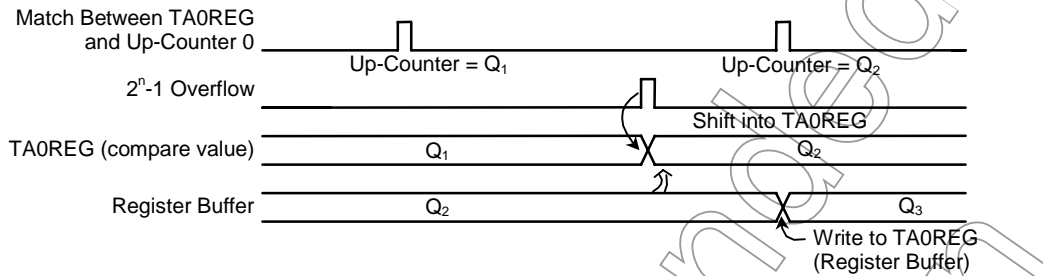 Match Between TA0REG
and Up-Counter 0
Up-Counter = Q₁
Up-Counter = Q₂
2ⁿ-1 Overflow
Shift into TA0REG
TA0REG (compare value)
Q₁
Q₂
Register Buffer
Q₂
Q₃
Write to TA0REG
(Register Buffer)